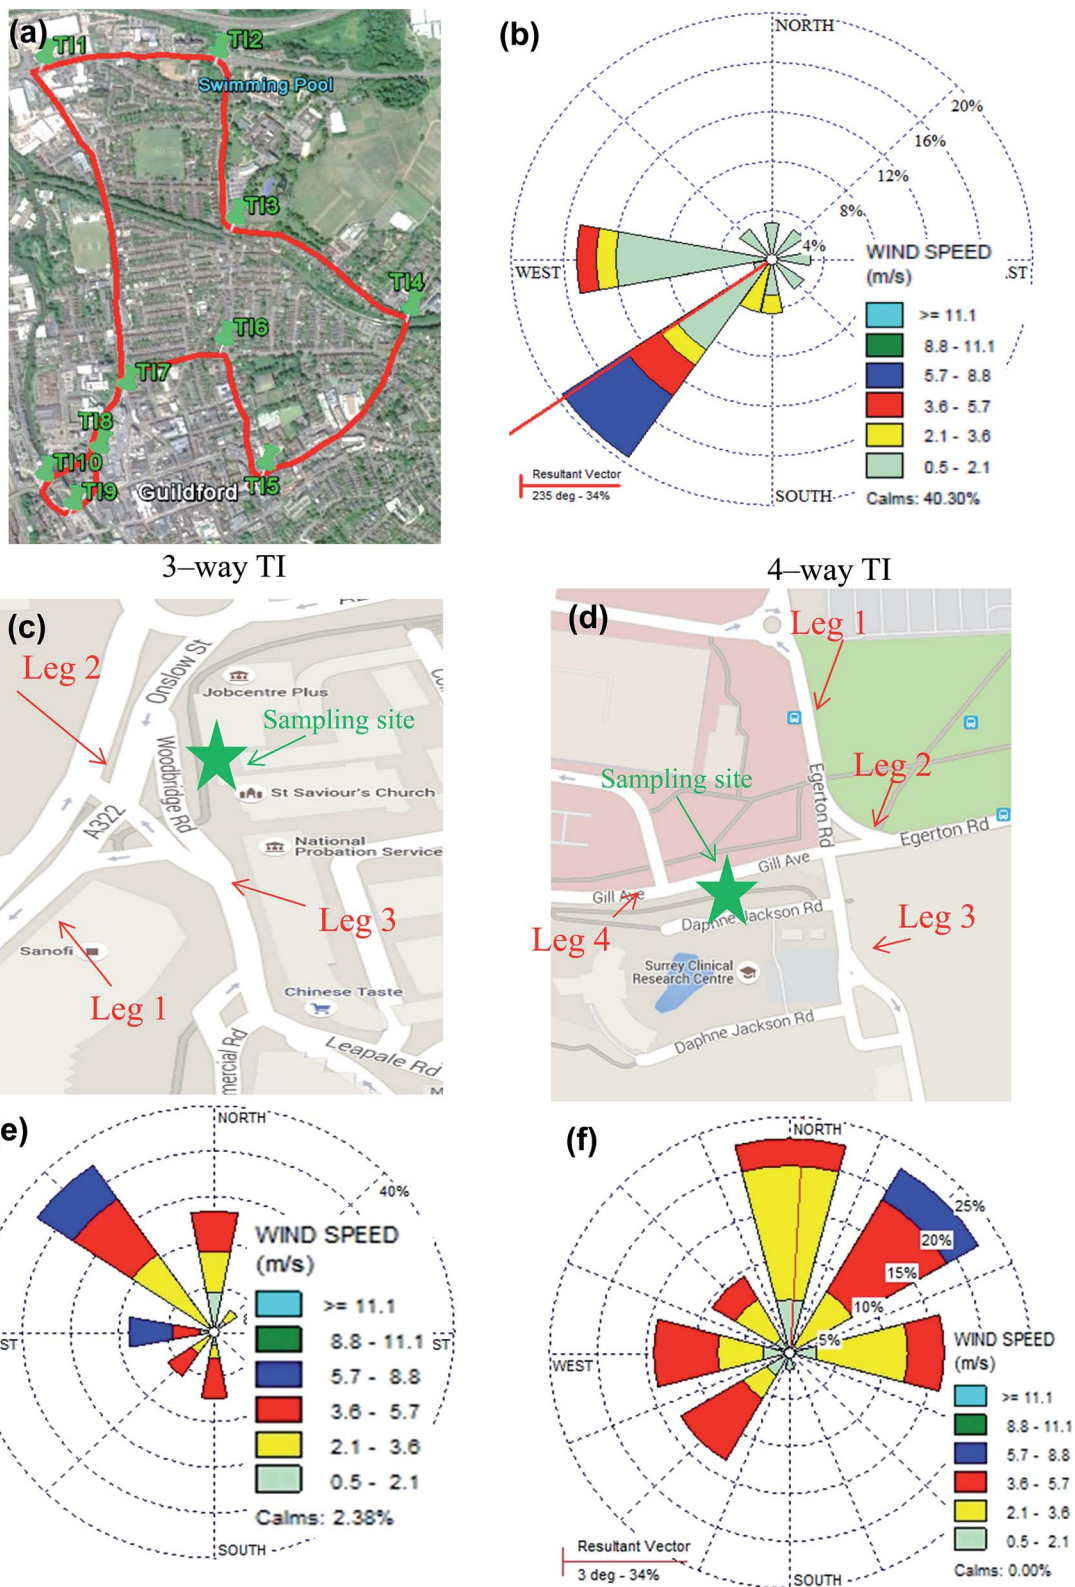 (a)
TI1
TI2
Swimming Pool
TI3
TI4
TI6
TI7
TI8
TI10
TI9
Guildford
TI5
(b)
NORTH
20%
16%
12%
8%
4%
WEST
ST
WIND SPEED
(m/s)
>= 11.1
8.8 - 11.1
5.7 - 8.8
3.6 - 5.7
2.1 - 3.6
0.5 - 2.1
Calms: 40.30%
Resultant Vector
235 deg - 34%
SOUTH
3–way TI
4–way TI
(c)
Leg 2
Onslow St
Jobcentre Plus
Sampling site
Woodbridge Rd
St Saviour's Church
A322
National
Probation Service
Leg 3
Sanofi
Leg 1
Chinese Taste
mercial Rd
Leapale Rd
(d)
Leg 1
Leg 2
Sampling site
Egerton Rd
Egerton Rd
Gill Ave
Gill Ave
Daphne Jackson Rd
Leg 3
Leg 4
Surrey Clinical
Research Centre
Daphne Jackson Rd
e)
NORTH
40%
WIND SPEED
(m/s)
>= 11.1
8.8 - 11.1
5.7 - 8.8
3.6 - 5.7
2.1 - 3.6
0.5 - 2.1
Calms: 2.38%
ST
ST
SOUTH
(f)
NORTH
25%
20%
15%
10%
5%
WEST
WIND SPEED
(m/s)
>= 11.1
8.8 - 11.1
5.7 - 8.8
3.6 - 5.7
2.1 - 3.6
0.5 - 2.1
Calms: 0.00%
Resultant Vector
3 deg - 34%
SOUTH